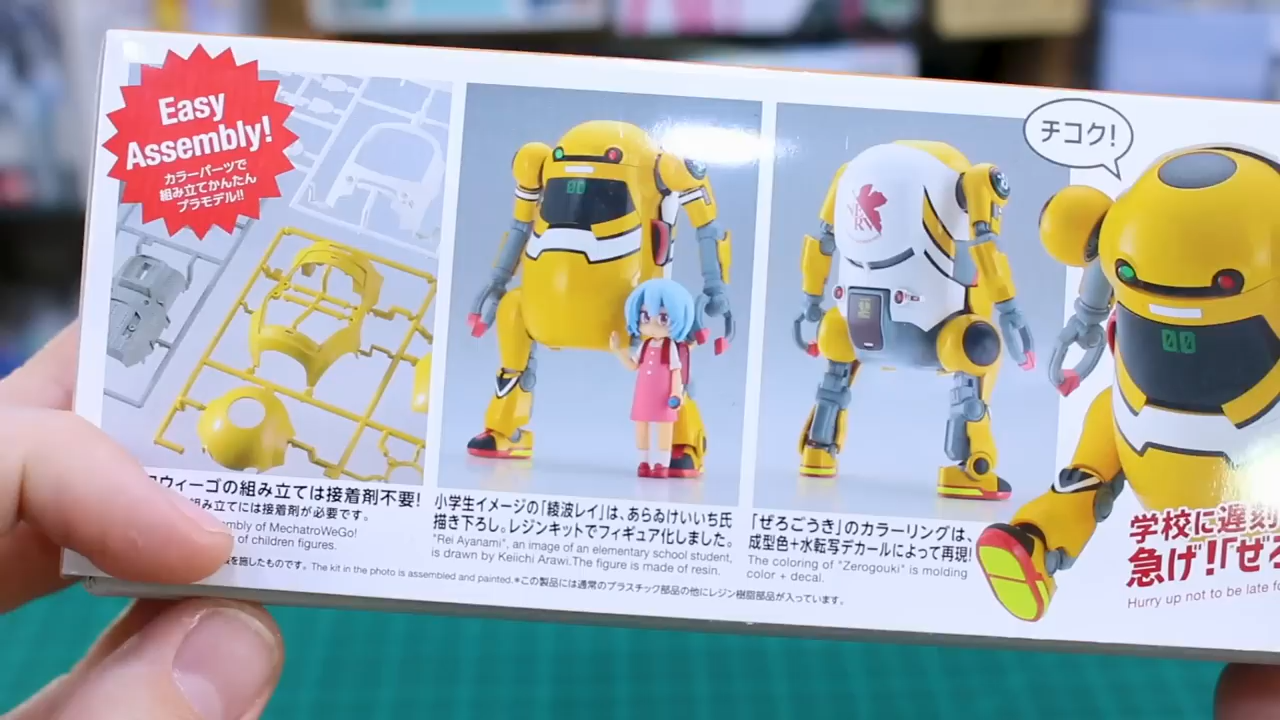 Easy
Assembly!
カラーパーツで
組み立てかんたん
プラモデル!!
00
チコク!
00
ウィーゴの組み立ては接着剤不要!
組み立てには接着剤が必要です。
of MechatroWeGo!
of children figures.
小学生イメージの「綾波レイ」は、あらゐけいいち氏
描き下ろし。レジンキットでフィギュア化しました。
"Rei Ayanami", an image of an elementary school student,
is drawn by Keiichi Arawi.The figure is made of resin.
「ぜろごうき」のカラーリングは、
成型色+水転写デカールによって再現!
The coloring of "Zerogouki" is molding
color + decal.
学校に遅刻
急げ!「ぜろ
Hurry up not to be late fo
を施したものです。The kit in the photo is assembled and painted.*この製品には通常のプラスチック部品の他にレジン樹脂部品が入っています。